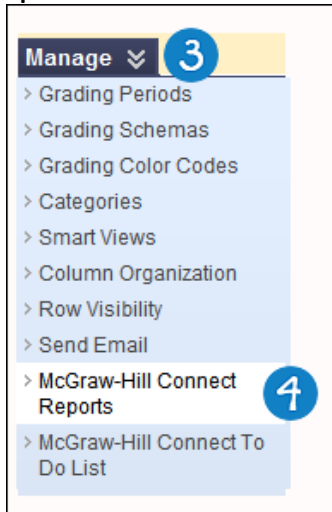 Manage 3
> Grading Periods
> Grading Schemas
> Grading Color Codes
> Categories
> Smart Views
> Column Organization
> Row Visibility
> Send Email
> McGraw-Hill Connect
Reports 4
> McGraw-Hill Connect To
Do List